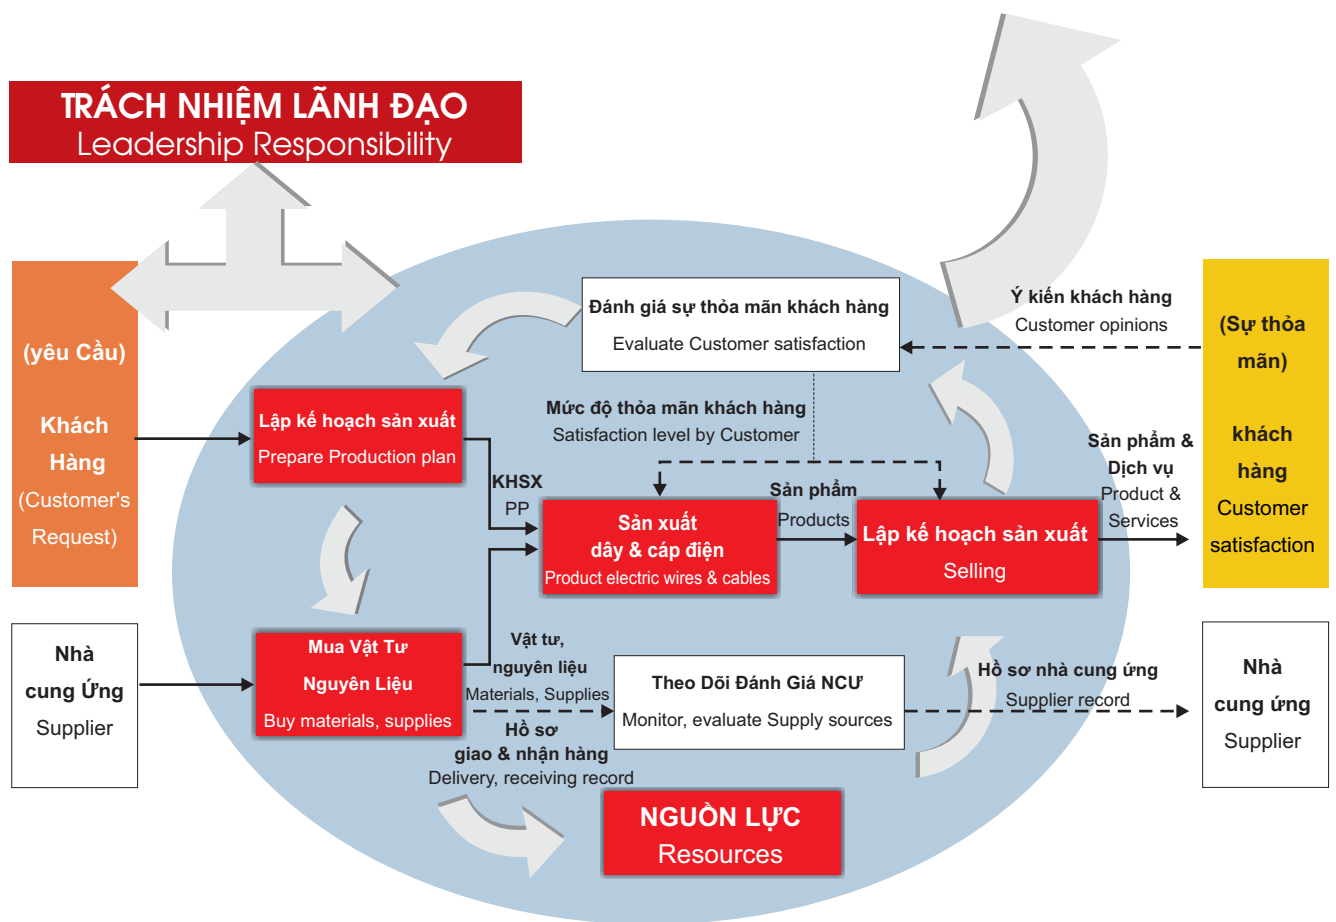 TRÁCH NHIỆM LÃNH ĐẠO
Leadership Responsibility
(yêu Cầu)
Khách
Hàng
(Customer's
Request)
Nhà
cung Ứng
Supplier
Lập kế hoạch sản xuất
Prepare Production plan
Mua Vật Tư
Nguyên Liệu
Buy materials, supplies
Đánh giá sự thỏa mãn khách hàng
Evaluate Customer satisfaction
Mức độ thỏa mãn khách hàng
Satisfaction level by Customer
KHSX
PP
Sản xuất
dây & cáp điện
Product electric wires & cables
Sản phẩm
Products
Lập kế hoạch sản xuất
Selling
Vật tư,
nguyên liệu
Materials, Supplies
Hồ sơ
giao & nhận hàng
Delivery, receiving record
Theo Dõi Đánh Giá NCƯ
Monitor, evaluate Supply sources
NGUỒN LỰC
Resources
Ý kiến khách hàng
Customer opinions
Sản phẩm &
Dịch vụ
Product &
Services
Hồ sơ nhà cung ứng
Supplier record
(Sự thỏa
mãn)
khách
hàng
Customer
satisfaction
Nhà
cung ứng
Supplier